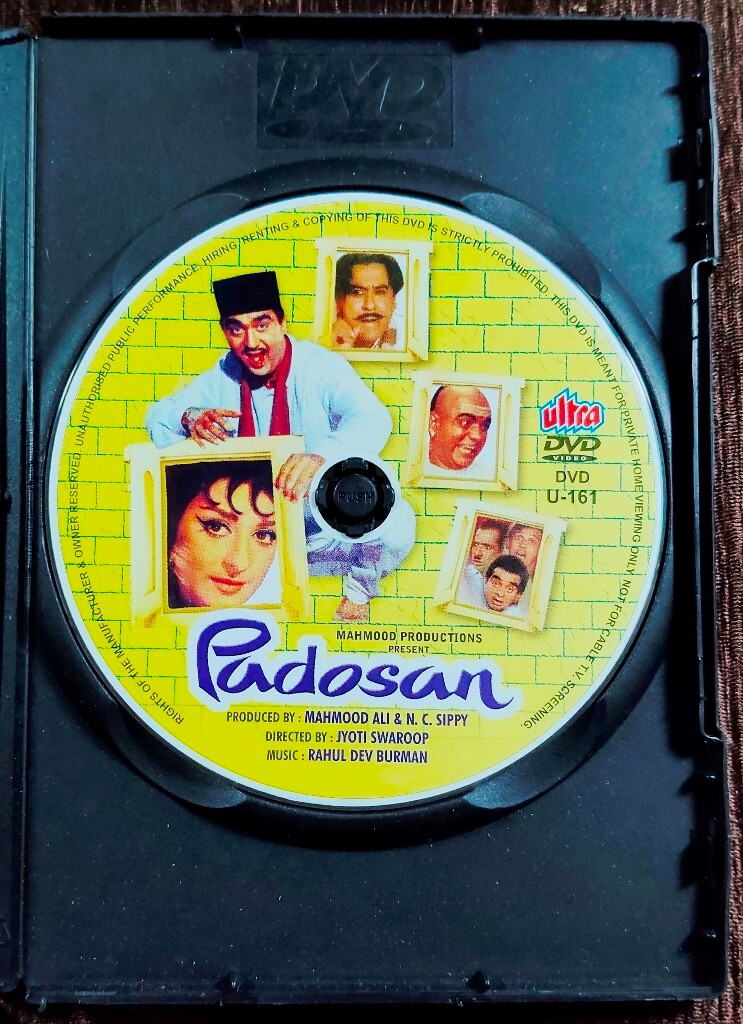 DVD
RIGHTS OF THE MANUFACTURER & OWNER RESERVED. UNAUTHORISED PUBLIC PERFORMANCE. HIRING, RENTING & COPYING OF THIS DVD IS STRICTLY PROHIBITED. THIS DVD IS MEANT FOR PRIVATE HOME VIEWING ONLY, NOT FOR CABLE T.V. SCREENING.
ultra
DVD
VIDEO
DVD
U-161
PUSH
MAHMOOD PRODUCTIONS
PRESENT
Padosan
PRODUCED BY : MAHMOOD ALI & N. C. SIPPY
DIRECTED BY : JYOTI SWAROOP
MUSIC : RAHUL DEV BURMAN